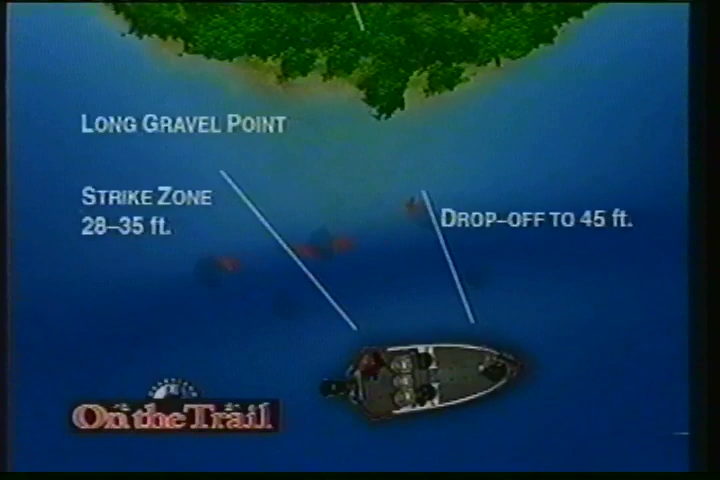 LONG GRAVEL POINT
STRIKE ZONE
28–35 ft.
DROP–OFF TO 45 ft.
On the Trail